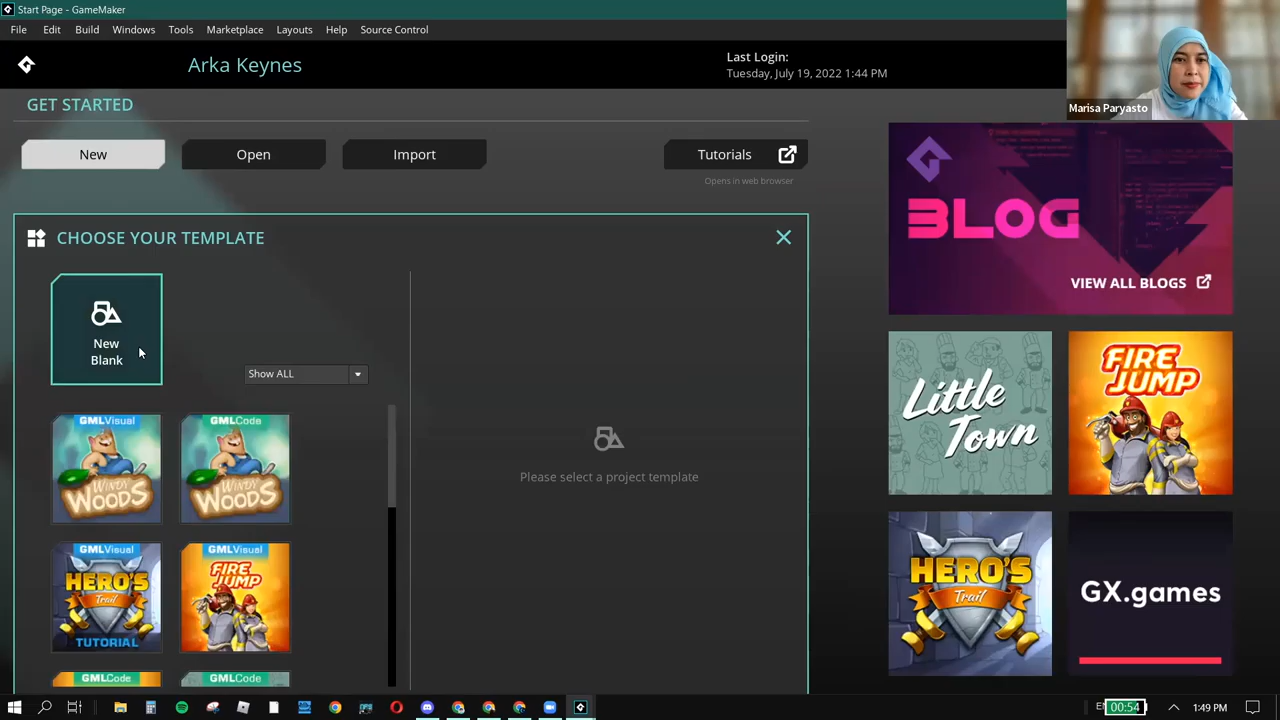 Start Page - GameMaker
File Edit Build Windows Tools Marketplace Layouts Help Source Control
Arka Keynes
Last Login:
Tuesday, July 19, 2022 1:44 PM
Marisa Paryasto
GET STARTED
New
Open
Import
Tutorials
Opens in web browser
CHOOSE YOUR TEMPLATE
New
Blank
Show ALL
GMLVisual
WINDY
WOODS
GMLCode
WINDY
WOODS
GMLVisual
HERO'S
Trail
TUTORIAL
GMLVisual
FIRE
JUMP
GMLCode
GMLCode
Please select a project template
BLOG
VIEW ALL BLOGS
Little
Town
FIRE
JUMP
HERO'S
Trail
GX.games
00:54
1:49 PM